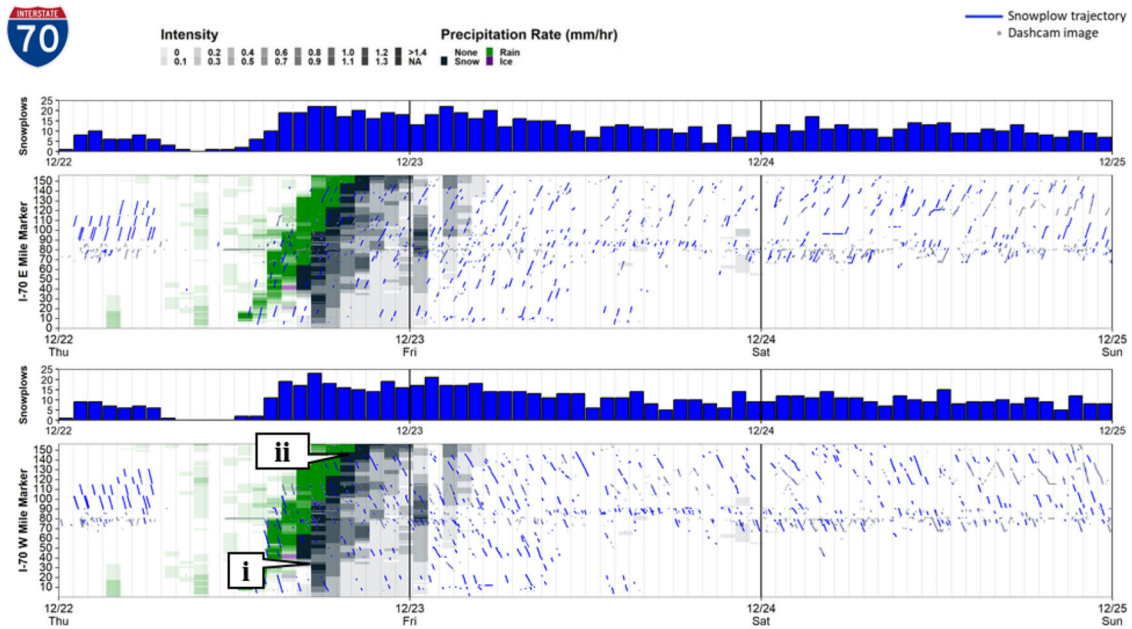 INTERSTATE
70
Snowplow trajectory
Dashcam image
Intensity
0 0.2 0.4 0.6 0.8 1.0 1.2 >1.4
0.1 0.3 0.5 0.7 0.9 1.1 1.3 NA
Precipitation Rate (mm/hr)
None Rain
Snow Ice
Snowplows
25
20
15
10
5
0
12/22 12/23 12/24 12/25
I-70 E Mile Marker
150
140
130
120
110
100
90
80
70
60
50
40
30
20
10
0
12/22 12/23 12/24 12/25
Thu Fri Sat Sun
Snowplows
25
20
15
10
5
0
12/22 12/23 12/24 12/25
I-70 W Mile Marker
150
140
130
120
110
100
90
80
70
60
50
40
30
20
10
ii
i
12/22 12/23 12/24 12/25
Thu Fri Sat Sun